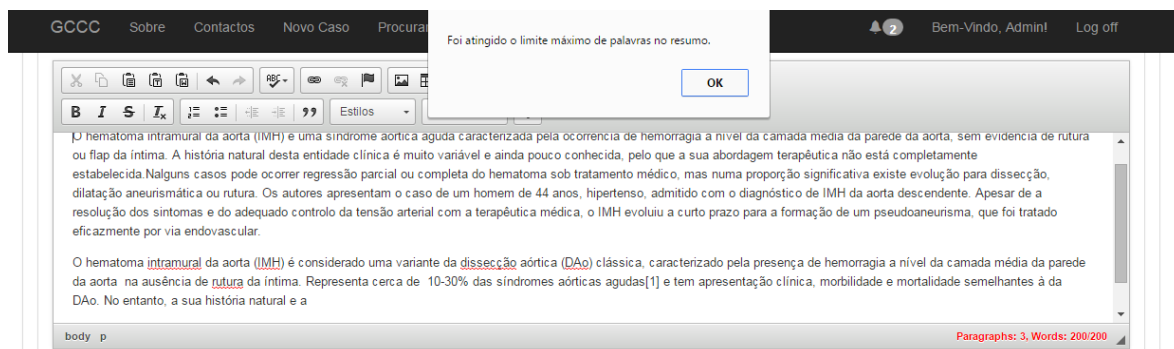 GCCC Sobre Contactos Novo Caso Procurar
2 Bem-Vindo, Admin! Log off
Foi atingido o limite máximo de palavras no resumo.
OK
ABC
B I S Ix Estilos
O hematoma intramural da aorta (IMH) é uma síndrome aórtica aguda caracterizada pela ocorrência de hemorragia a nível da camada média da parede da aorta, sem evidência de rutura
ou flap da íntima. A história natural desta entidade clínica é muito variável e ainda pouco conhecida, pelo que a sua abordagem terapêutica não está completamente
estabelecida.Nalguns casos pode ocorrer regressão parcial ou completa do hematoma sob tratamento médico, mas numa proporção significativa existe evolução para dissecção,
dilatação aneurismática ou rutura. Os autores apresentam o caso de um homem de 44 anos, hipertenso, admitido com o diagnóstico de IMH da aorta descendente. Apesar de a
resolução dos sintomas e do adequado controlo da tensão arterial com a terapêutica médica, o IMH evoluiu a curto prazo para a formação de um pseudoaneurisma, que foi tratado
eficazmente por via endovascular.
O hematoma intramural da aorta (IMH) é considerado uma variante da dissecção aórtica (DAo) clássica, caracterizado pela presença de hemorragia a nível da camada média da parede
da aorta na ausência de rutura da íntima. Representa cerca de 10-30% das síndromes aórticas agudas[1] e tem apresentação clínica, morbilidade e mortalidade semelhantes á da
DAo. No entanto, a sua história natural e a
body p
Paragraphs: 3, Words: 200/200